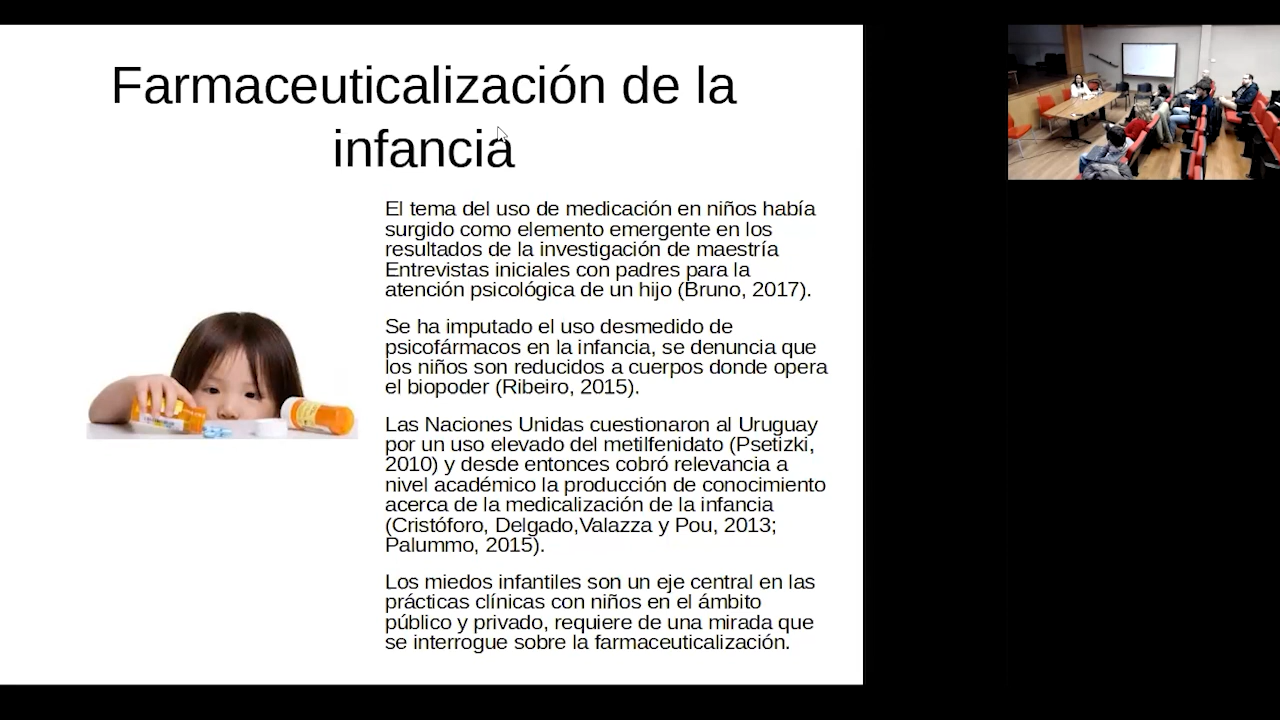 Farmaceuticalización de la
infancia
El tema del uso de medicación en niños había
surgido como elemento emergente en los
resultados de la investigación de maestría
Entrevistas iniciales con padres para la
atención psicológica de un hijo (Bruno, 2017).
Se ha imputado el uso desmedido de
psicofármacos en la infancia, se denuncia que
los niños son reducidos a cuerpos donde opera
el biopoder (Ribeiro, 2015).
Las Naciones Unidas cuestionaron al Uruguay
por un uso elevado del metilfenidato (Psetizki,
2010) y desde entonces cobró relevancia a
nivel académico la producción de conocimiento
acerca de la medicalización de la infancia
(Cristóforo, Delgado,Valazza y Pou, 2013;
Palummo, 2015).
Los miedos infantiles son un eje central en las
prácticas clínicas con niños en el ámbito
público y privado, requiere de una mirada que
se interrogue sobre la farmaceuticalización.